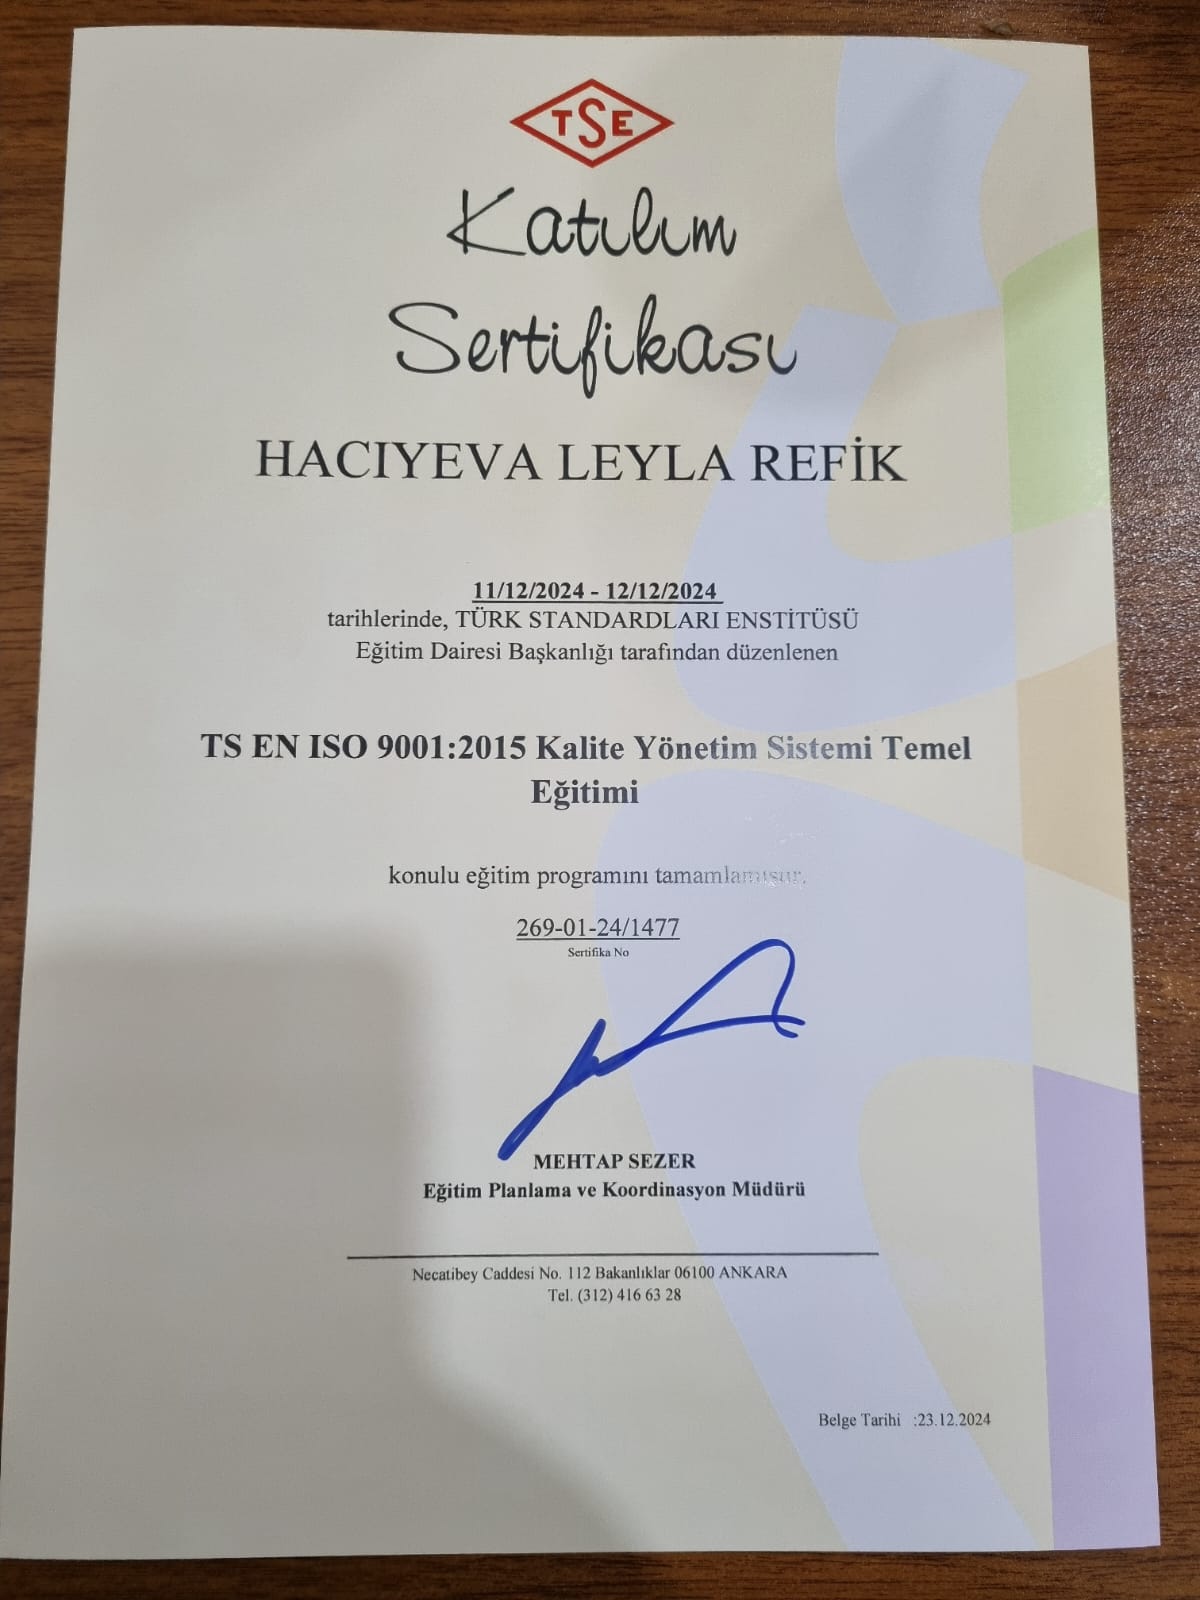 TSE
Katılım
Sertifikası
HACIYEVA LEYLA REFİK
11/12/2024 - 12/12/2024
tarihlerinde, TÜRK STANDARDLARI ENSTİTÜSÜ
Eğitim Dairesi Başkanlığı tarafından düzenlenen
TS EN ISO 9001:2015 Kalite Yönetim Sistemi Temel
Eğitimi
konulu eğitim programını tamamlamıştır.
269-01-24/1477
Sertifika No
MEHTAP SEZER
Eğitim Planlama ve Koordinasyon Müdürü
Necatibey Caddesi No. 112 Bakanlıklar 06100 ANKARA
Tel. (312) 416 63 28
Belge Tarihi :23.12.2024